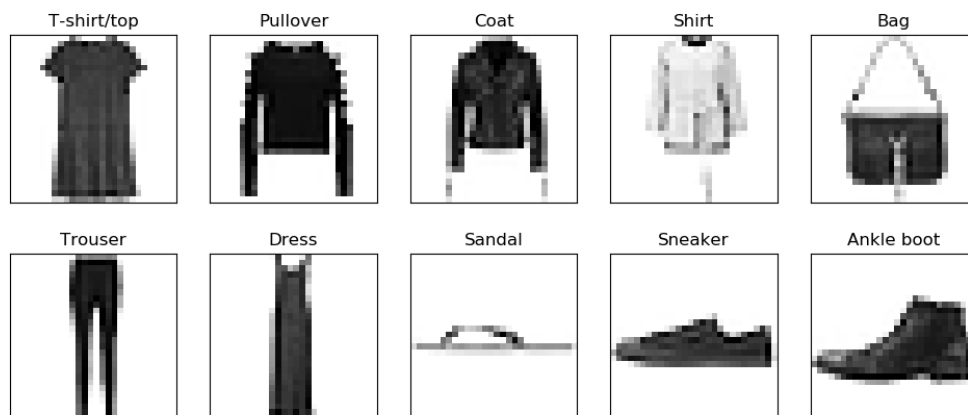 T-shirt/top Pullover Coat Shirt Bag
Trouser Dress Sandal Sneaker Ankle boot